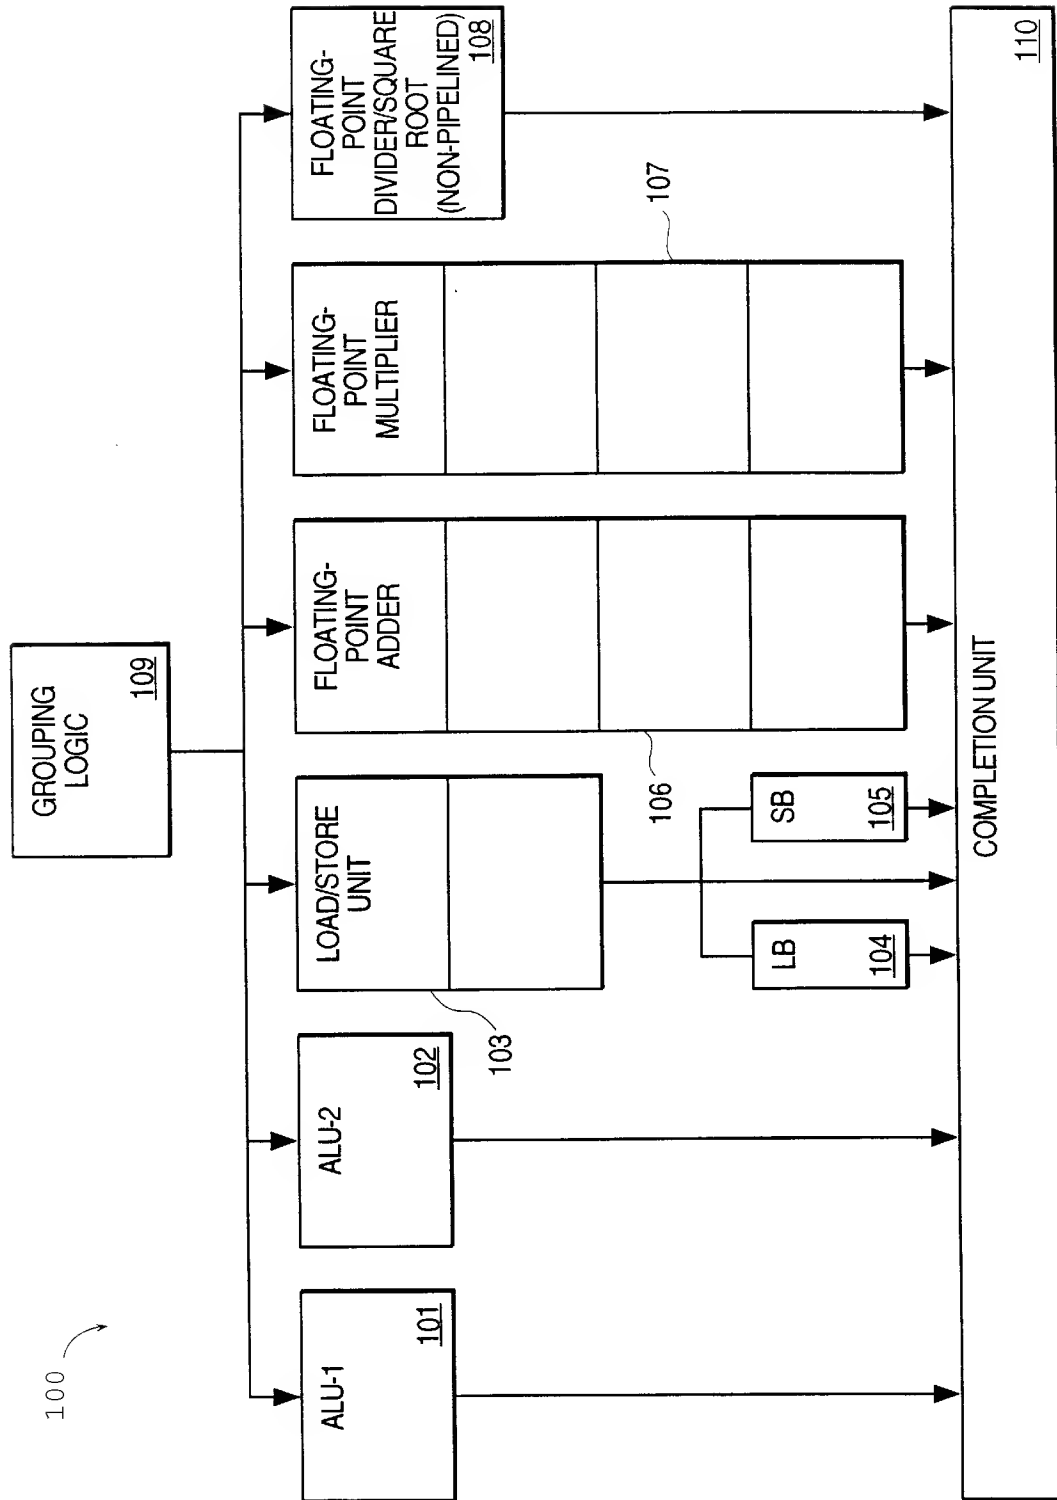 100
GROUPING
LOGIC
109
ALU-1
101
ALU-2
102
LOAD/STORE
UNIT
103
LB
104
SB
105
FLOATING-
POINT
ADDER
106
FLOATING-
POINT
MULTIPLIER
107
FLOATING-
POINT
DIVIDER/SQUARE
ROOT
(NON-PIPELINED)
108
COMPLETION UNIT
110